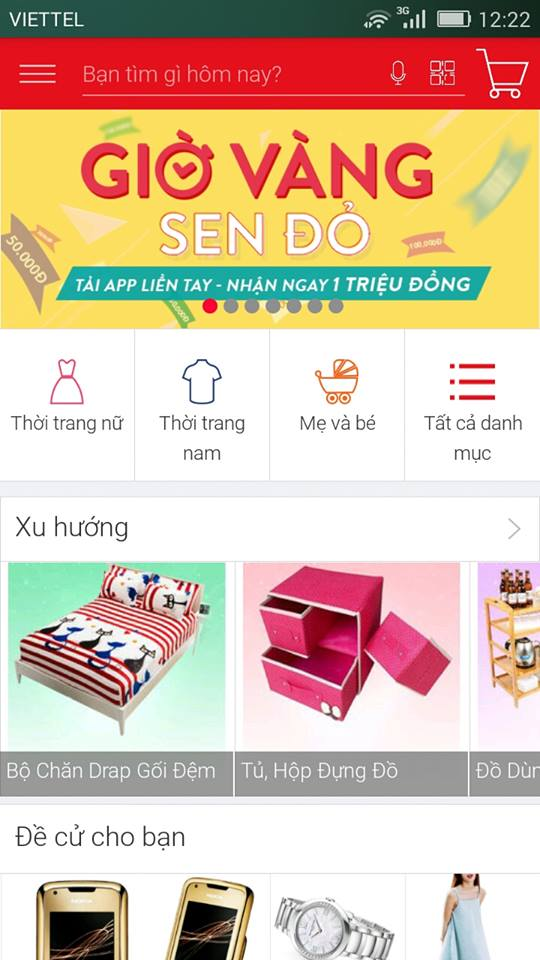 VIETTEL
3G
12:22
Bạn tìm gì hôm nay?
GIỜ VÀNG
SEN ĐỎ
50.000Đ
100.000Đ
TẢI APP LIỀN TAY - NHẬN NGAY 1 TRIỆU ĐỒNG
Thời trang nữ
Thời trang
nam
Mẹ và bé
Tất cả danh
mục
Xu hướng
Bộ Chăn Drap Gối Đệm
Tủ, Hộp Đựng Đồ
Đồ Dùn
Đề cử cho bạn
NOKIA